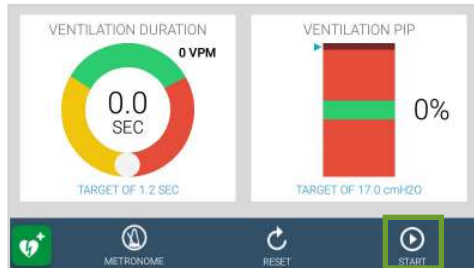 VENTILATION DURATION
0 VPM
0.0
SEC
TARGET OF 1.2 SEC
VENTILATION PIP
0%
TARGET OF 17.0 cmH2O
METRONOME
RESET
START